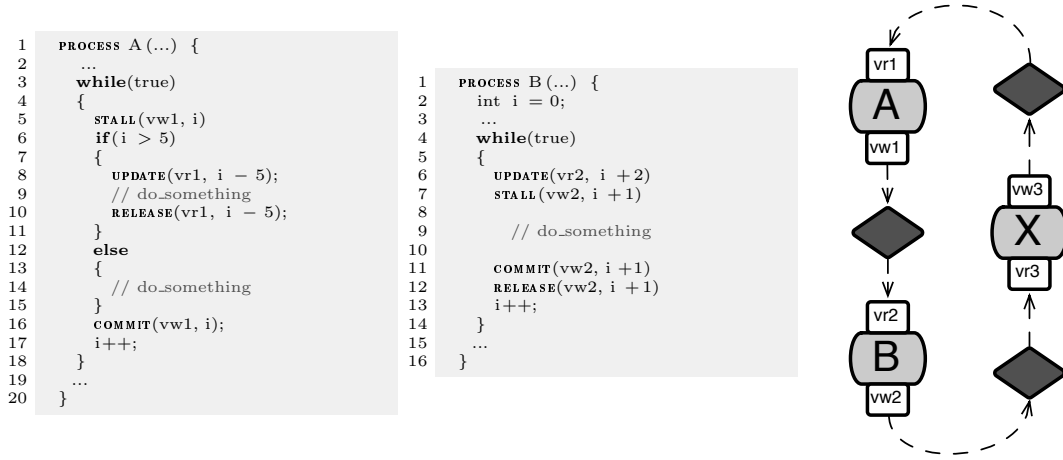 1 PROCESS A (...) {
2 ...
3 while(true)
4 {
5 STALL(vw1, i)
6 if(i > 5)
7 {
8 UPDATE(vr1, i − 5);
9 // do_something
10 RELEASE(vr1, i − 5);
11 }
12 else
13 {
14 // do_something
15 }
16 COMMIT(vw1, i);
17 i++;
18 }
19 ...
20 }
1 PROCESS B (...) {
2 int i = 0;
3 ...
4 while(true)
5 {
6 UPDATE(vr2, i +2)
7 STALL(vw2, i +1)
8
9 // do_something
10
11 COMMIT(vw2, i +1)
12 RELEASE(vw2, i +1)
13 i++;
14 }
15 ...
16 }
vr1
A
vw1
vr2
B
vw2
vw3
X
vr3